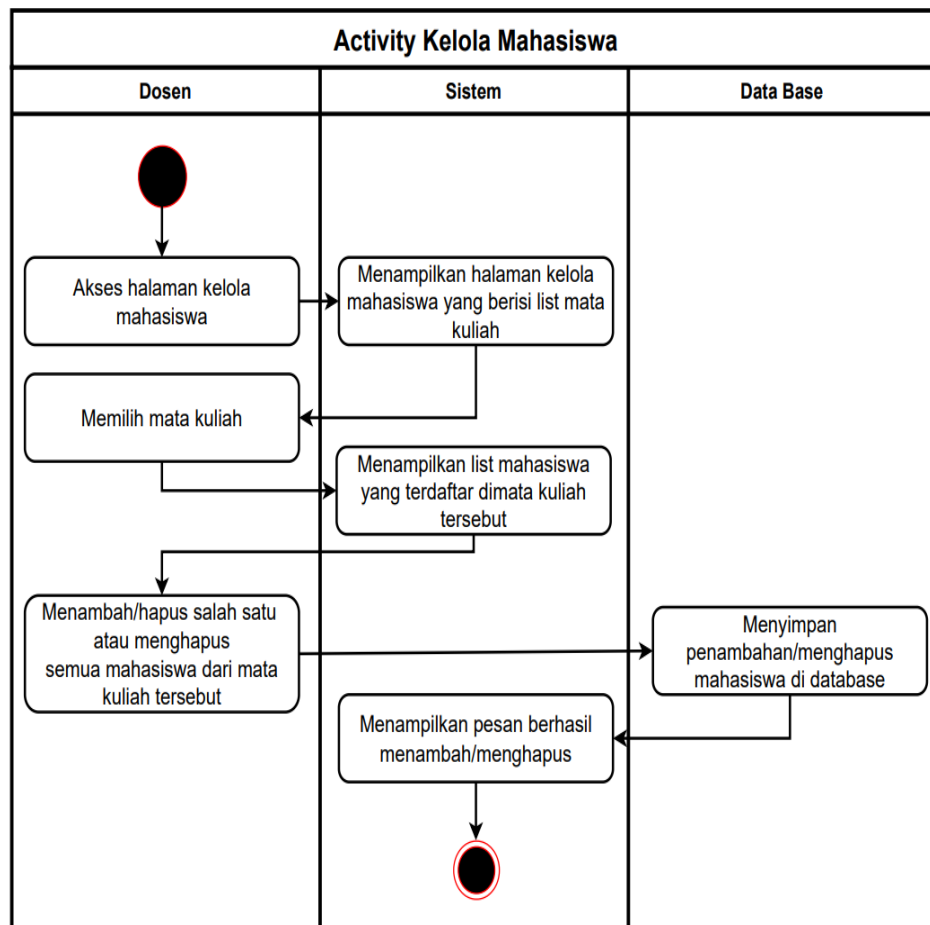 Activity Kelola Mahasiswa
Dosen
Sistem
Data Base
Akses halaman kelola
mahasiswa
Menampilkan halaman kelola
mahasiswa yang berisi list mata
kuliah
Memilih mata kuliah
Menampilkan list mahasiswa
yang terdaftar dimata kuliah
tersebut
Menambah/hapus salah satu
atau menghapus
semua mahasiswa dari mata
kuliah tersebut
Menyimpan
penambahan/menghapus
mahasiswa di database
Menampilkan pesan berhasil
menambah/menghapus